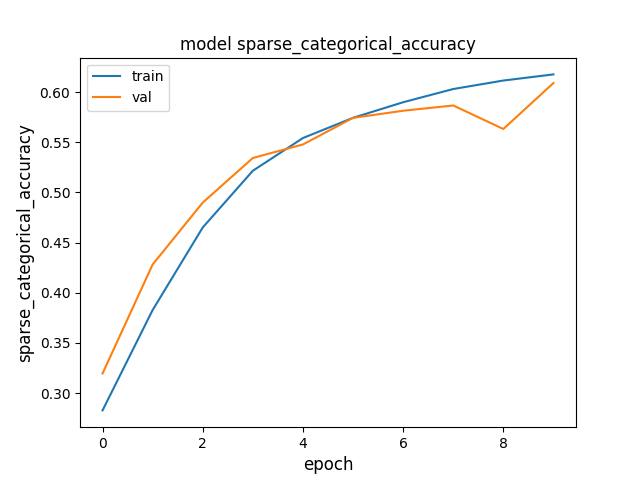 model sparse_categorical_accuracy
train
val
sparse_categorical_accuracy
0.60
0.55
0.50
0.45
0.40
0.35
0.30
0 2 4 6 8
epoch